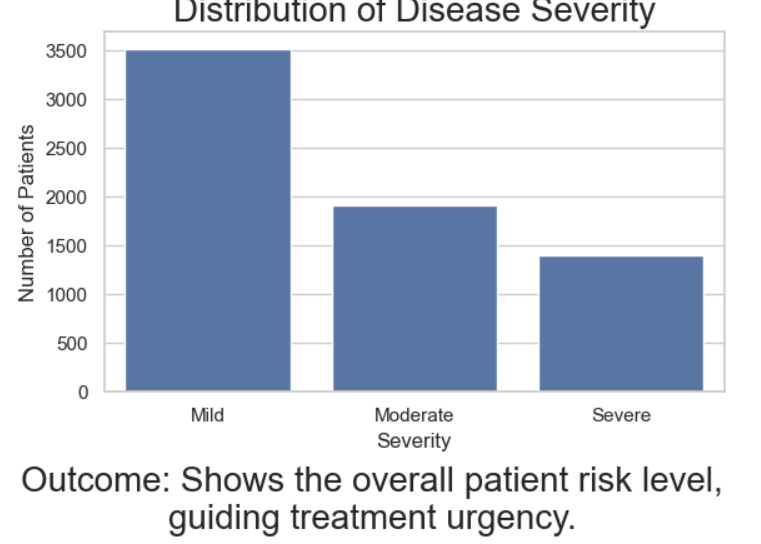 Distribution of Disease Severity
3500
3000
2500
2000
1500
1000
500
0
Number of Patients
Mild Moderate Severe
Severity
Outcome: Shows the overall patient risk level,
guiding treatment urgency.